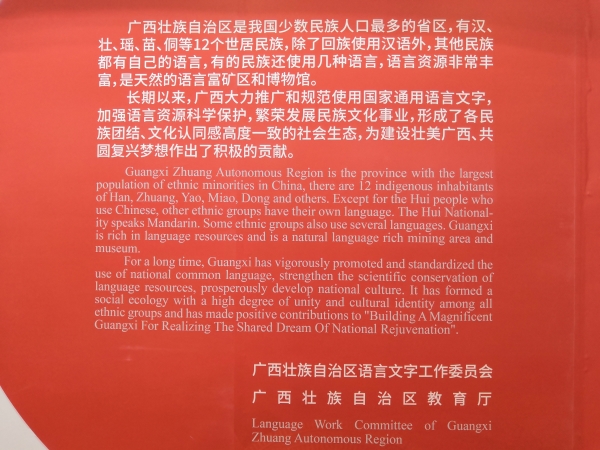 广西壮族自治区是我国少数民族人口最多的省区，有汉、
壮、瑶、苗、侗等12个世居民族，除了回族使用汉语外，其他民族
都有自己的语言，有的民族还使用几种语言，语言资源非常丰
富，是天然的语言富矿区和博物馆。
长期以来，广西大力推广和规范使用国家通用语言文字，
加强语言资源科学保护，繁荣发展民族文化事业，形成了各民
族团结、文化认同感高度一致的社会生态，为建设壮美广西、共
圆复兴梦想作出了积极的贡献。
Guangxi Zhuang Autonomous Region is the province with the largest
population of ethnic minorities in China, there are 12 indigenous inhabitants
of Han, Zhuang, Yao, Miao, Dong and others. Except for the Hui people who
use Chinese, other ethnic groups have their own language. The Hui National-
ity speaks Mandarin. Some ethnic groups also use several languages. Guangxi
is rich in language resources and is a natural language rich mining area and
museum.
For a long time, Guangxi has vigorously promoted and standardized the
use of national common language, strengthen the scientific conservation of
language resources, prosperously develop national culture. It has formed a
social ecology with a high degree of unity and cultural identity among all
ethnic groups and has made positive contributions to "Building A Magnificent
Guangxi For Realizing The Shared Dream Of National Rejuvenation".
广西壮族自治区语言文字工作委员会
广西壮族自治区教育厅
Language Work Committee of Guangxi
Zhuang Autonomous Region